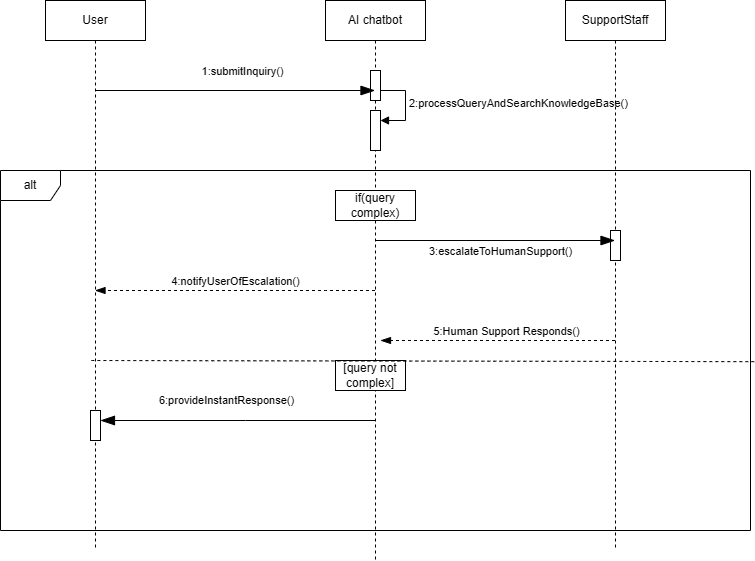 User
AI chatbot
SupportStaff
1:submitInquiry()
2:processQueryAndSearchKnowledgeBase()
alt
if(query
complex)
3:escalateToHumanSupport()
4:notifyUserOfEscalation()
5:Human Support Responds()
[query not
complex]
6:provideInstantResponse()